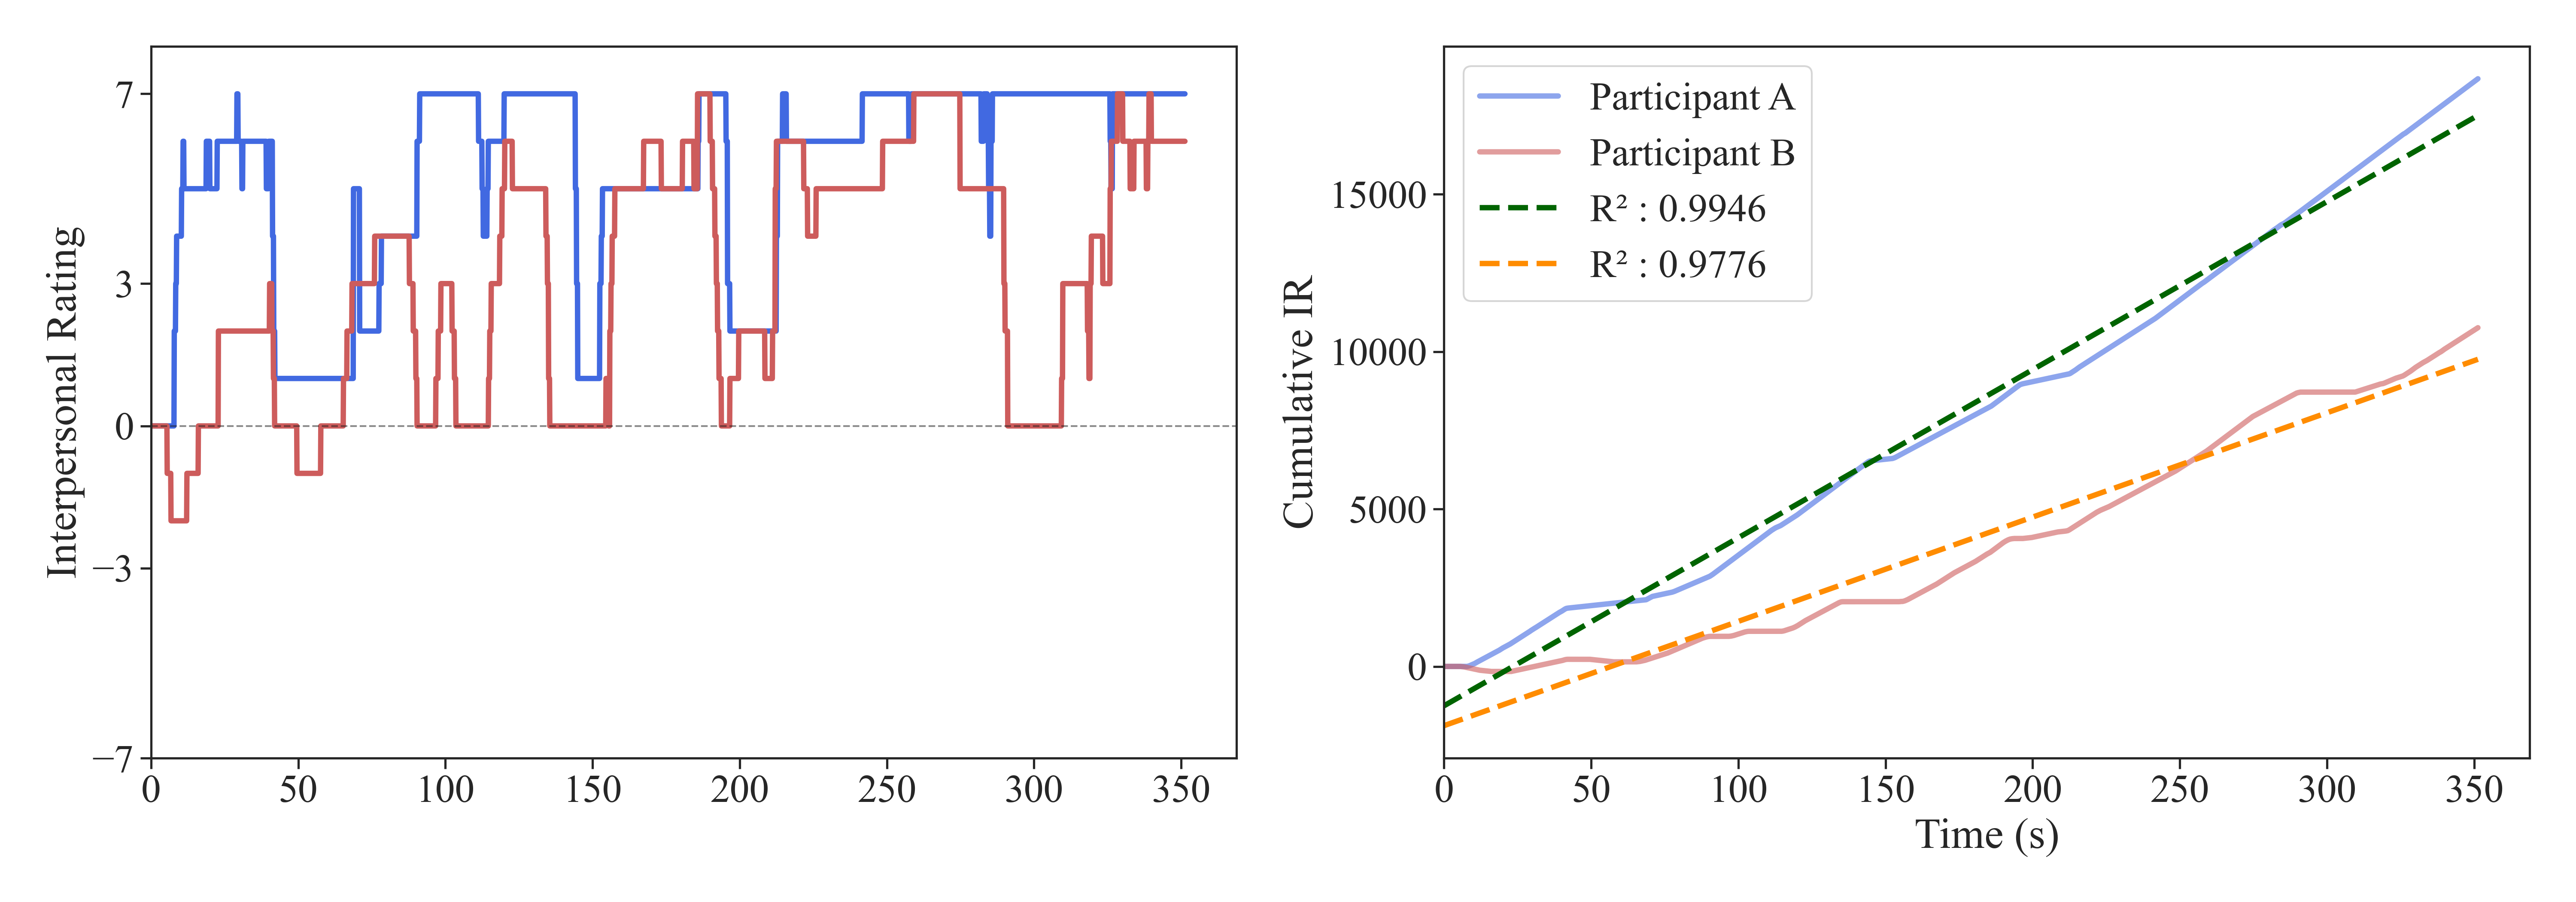 Interpersonal Rating
7
3
0
−3
−7
0 50 100 150 200 250 300 350
Cumulative IR
15000
10000
5000
0
Participant A
Participant B
R² : 0.9946
R² : 0.9776
0 50 100 150 200 250 300 350
Time (s)